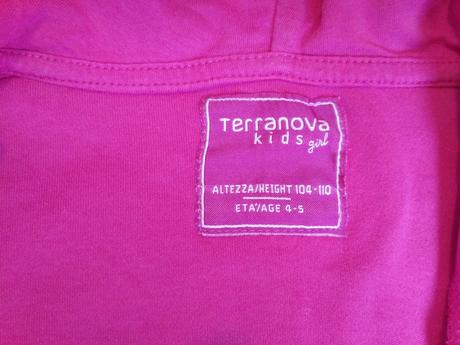 Terranova
kids girl
ALTEZZA/HEIGHT 104-110
ETA'/AGE 4-5